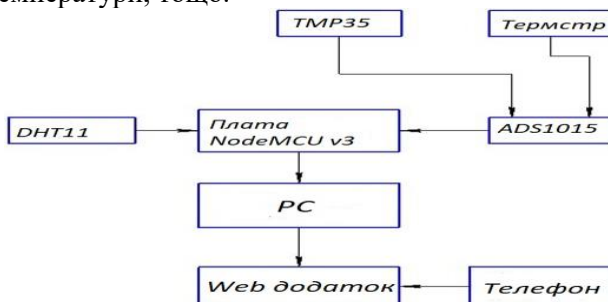 TMP35
Термстр
DHT11
Плата
NodeMCU v3
ADS1015
PC
Web додаток
Телефон